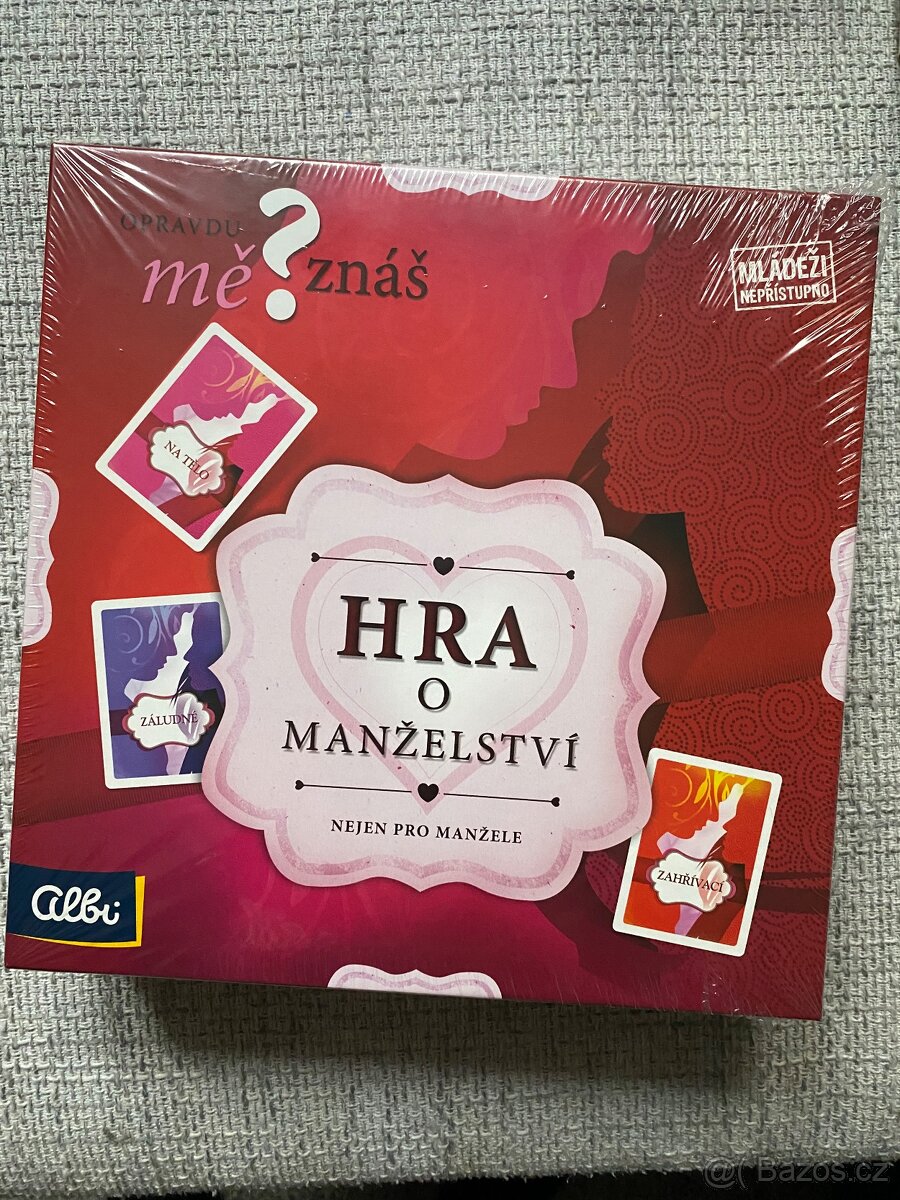 OPRAVDU
mě?znáš
MLÁDEŽI
NEPŘÍSTUPNO
NA TĚLO
HRA
O
MANŽELSTVÍ
ZÁLUDNÉ
NEJEN PRO MANŽELE
ZAHŘÍVACÍ
albi
@( Bazos.cz